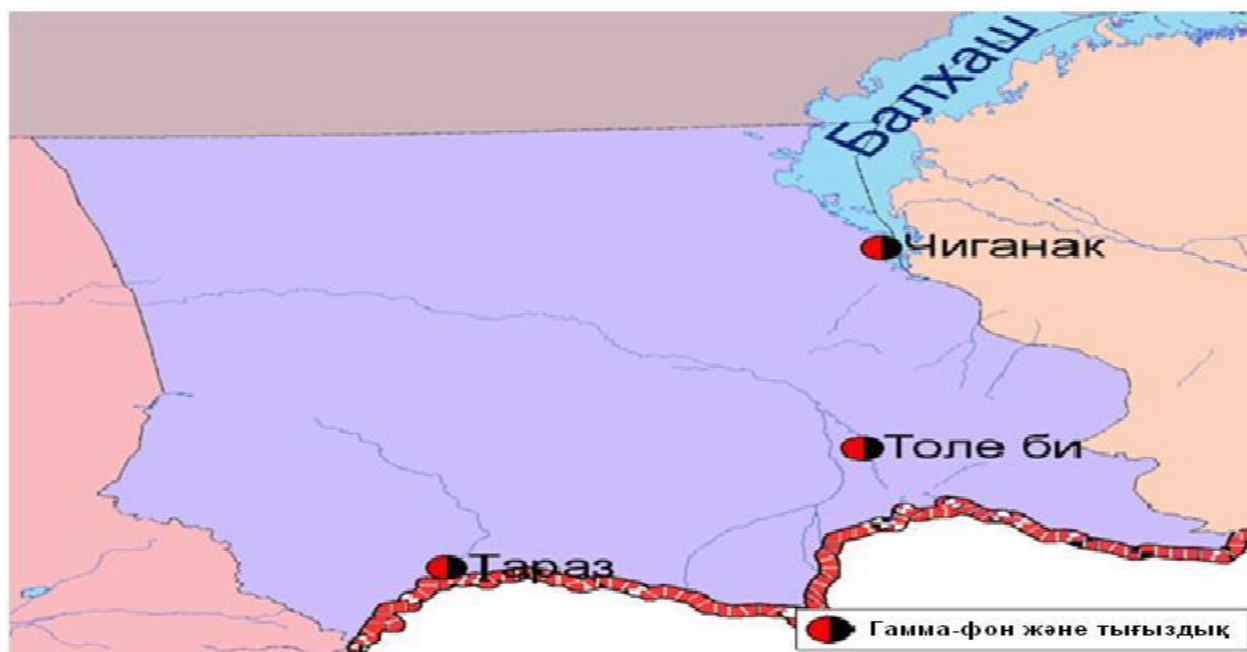 Балхаш
Чиганак
Толе би
Тараз
Гамма-фон және тығыздық